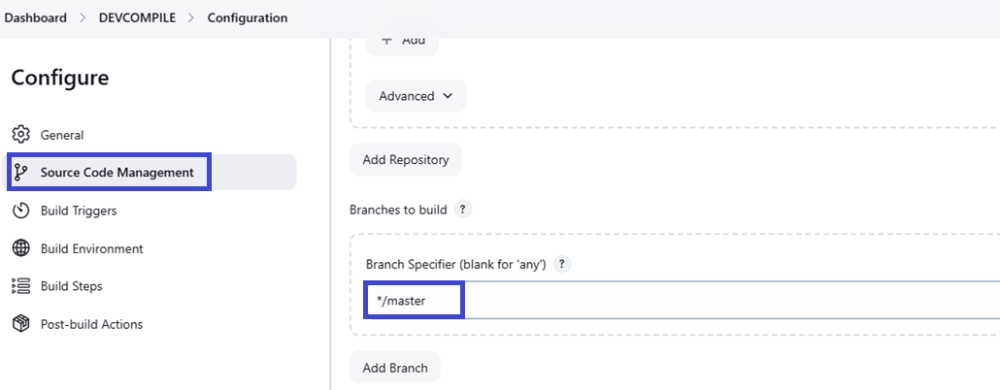 Dashboard > DEVCOMPILE > Configuration
Configure
General
Source Code Management
Build Triggers
Build Environment
Build Steps
Post-build Actions
+ Add
Advanced
Add Repository
Branches to build ?
Branch Specifier (blank for 'any') ?
*/master
Add Branch